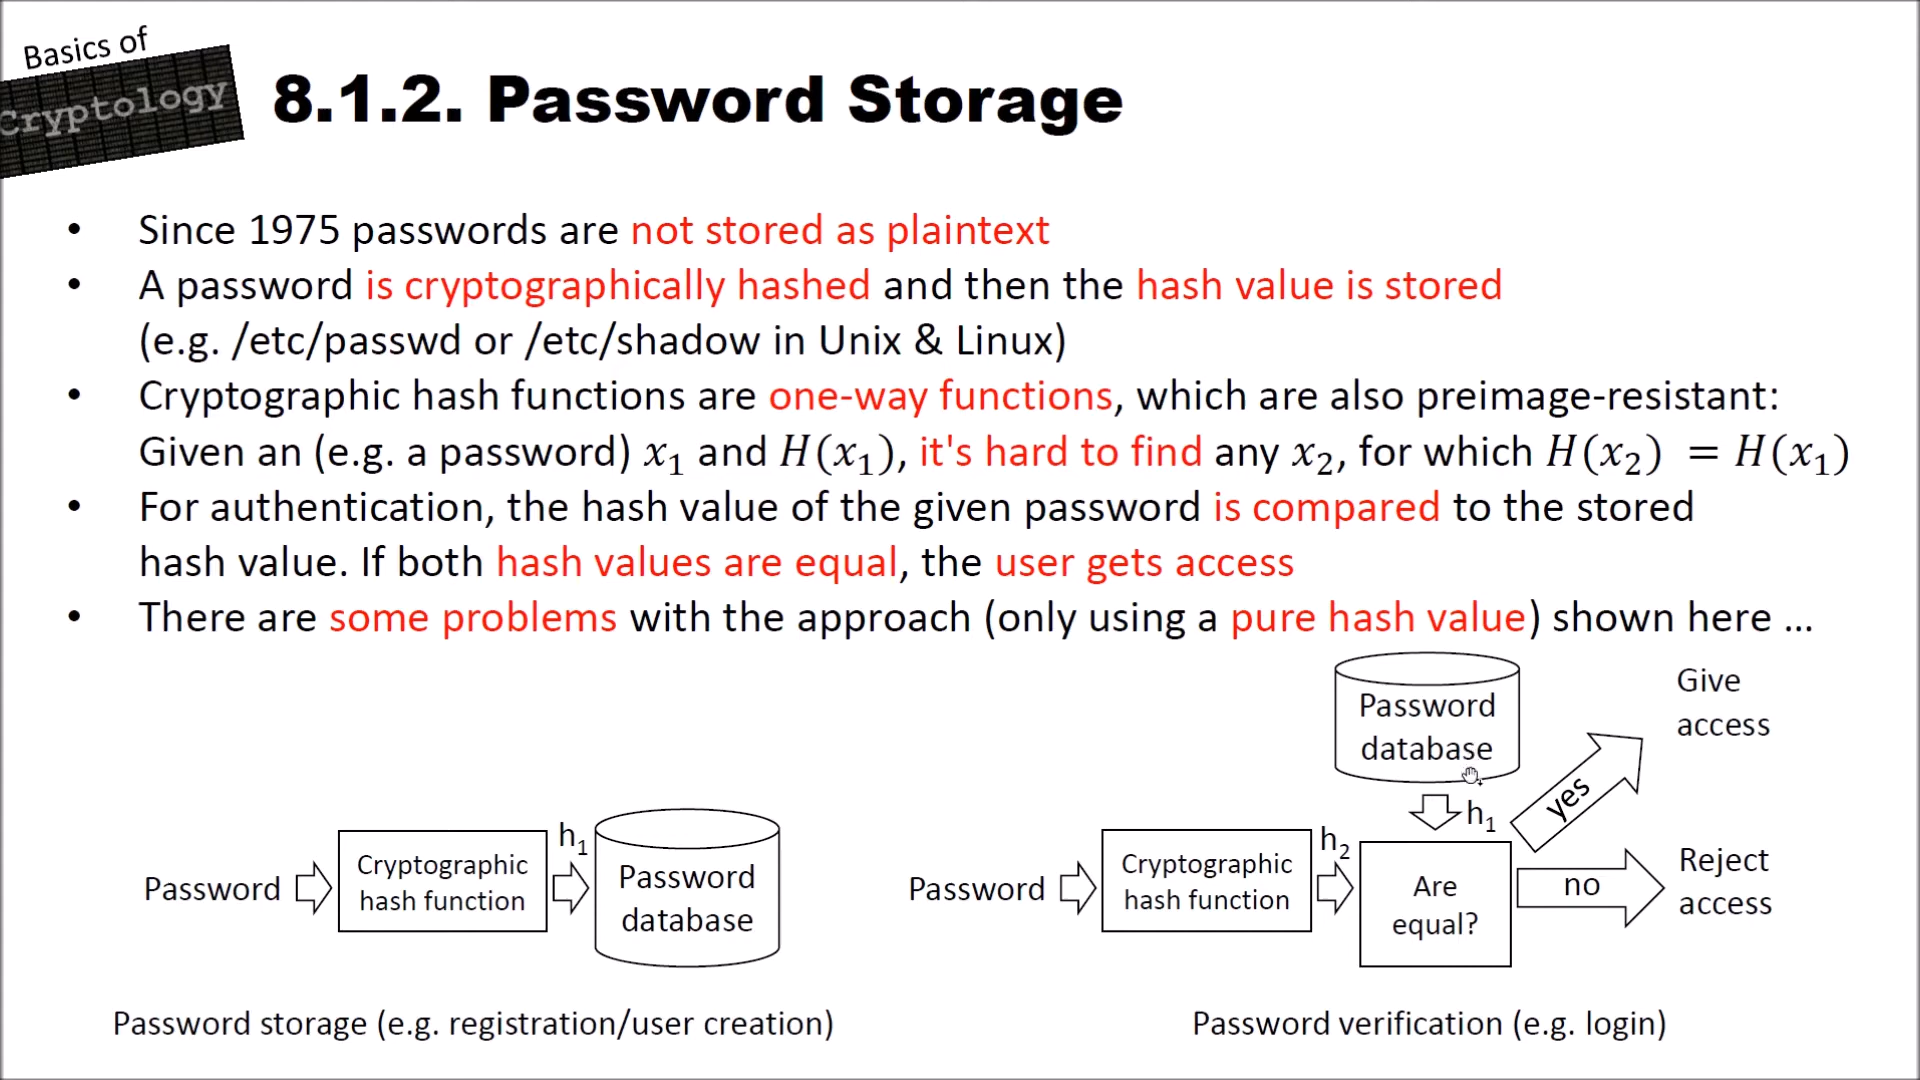 Basics of
Cryptology
8.1.2. Password Storage
• Since 1975 passwords are not stored as plaintext
• A password is cryptographically hashed and then the hash value is stored
(e.g. /etc/passwd or /etc/shadow in Unix & Linux)
• Cryptographic hash functions are one-way functions, which are also preimage-resistant:
Given an (e.g. a password) x₁ and H(x₁), it's hard to find any x₂, for which H(x₂) = H(x₁)
• For authentication, the hash value of the given password is compared to the stored
hash value. If both hash values are equal, the user gets access
• There are some problems with the approach (only using a pure hash value) shown here ...
Password
Cryptographic
hash function
h₁
Password
database
Password storage (e.g. registration/user creation)
Password
Cryptographic
hash function
h₂
Password
database
h₁
Are
equal?
yes
Give
access
no
Reject
access
Password verification (e.g. login)